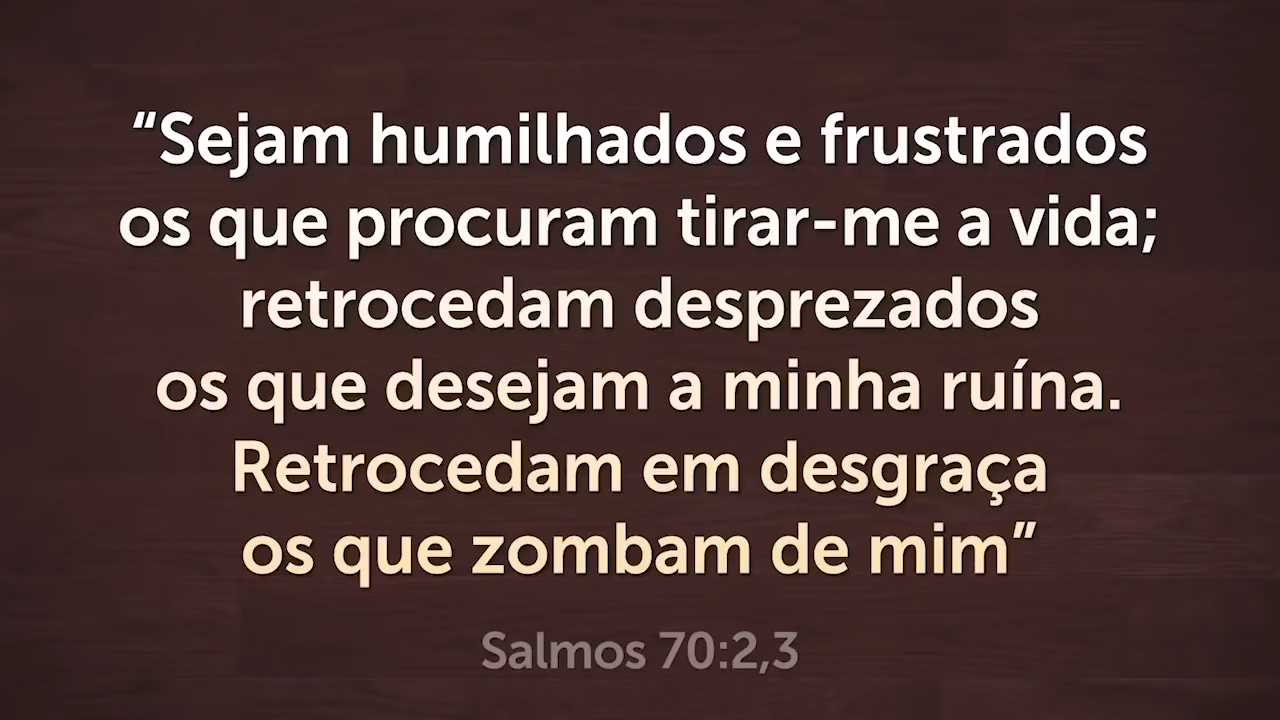 “Sejam humilhados e frustrados
os que procuram tirar-me a vida;
retrocedam desprezados
os que desejam a minha ruína.
Retrocedam em desgraça
os que zombam de mim”
Salmos 70:2,3